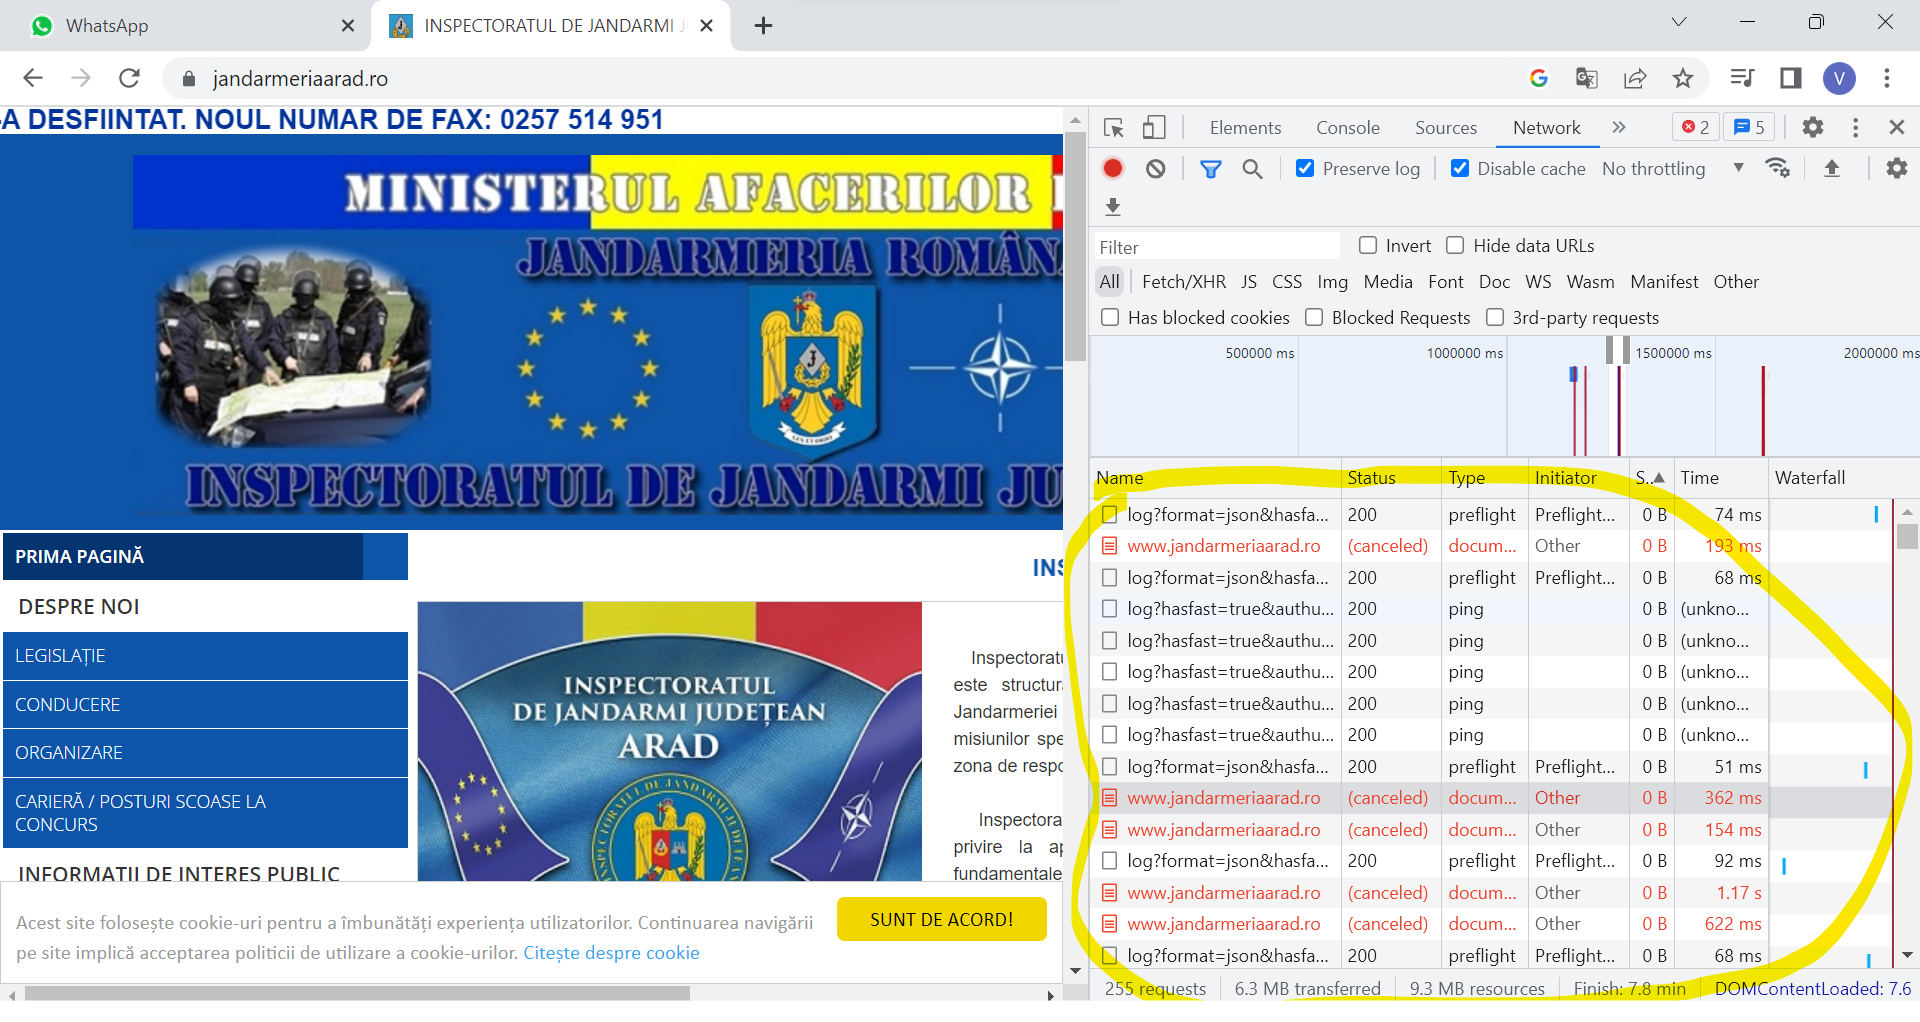 WhatsApp
INSPECTORATUL DE JANDARMI J
jandarmeriaarad.ro
V
-A DESFIINTAT. NOUL NUMAR DE FAX: 0257 514 951
MINISTERUL AFACERILOR
JANDARMERIA ROMÂNĂ
INSPECTORATUL DE JANDARMI JU
PRIMA PAGINĂ
DESPRE NOI
LEGISLAȚIE
CONDUCERE
ORGANIZARE
CARIERĂ / POSTURI SCOASE LA
CONCURS
INFORMAȚII DE INTERES PUBLIC
INS
INSPECTORATUL
DE JANDARMI JUDEȚEAN
ARAD
Inspectoratu
este structura
Jandarmeriei
misiunilor spe
zona de respo
Inspectora
privire la ap
fundamentale
Acest site folosește cookie-uri pentru a îmbunătăți experiența utilizatorilor. Continuarea navigării
pe site implică acceptarea politicii de utilizare a cookie-urilor. Citește despre cookie
SUNT DE ACORD!
Elements Console Sources Network 2 5
Preserve log Disable cache No throttling
Filter Invert Hide data URLs
All Fetch/XHR JS CSS Img Media Font Doc WS Wasm Manifest Other
Has blocked cookies Blocked Requests 3rd-party requests
500000 ms 1000000 ms 1500000 ms 2000000 ms
Name Status Type Initiator S.. Time Waterfall
log?format=json&hasfa... 200 preflight Preflight... 0 B 74 ms
www.jandarmeriaarad.ro (canceled) docum... Other 0 B 193 ms
log?format=json&hasfa... 200 preflight Preflight... 0 B 68 ms
log?hasfast=true&authu... 200 ping 0 B (unkno...
log?hasfast=true&authu... 200 ping 0 B (unkno...
log?hasfast=true&authu... 200 ping 0 B (unkno...
log?hasfast=true&authu... 200 ping 0 B (unkno...
log?hasfast=true&authu... 200 ping 0 B (unkno...
log?format=json&hasfa... 200 preflight Preflight... 0 B 51 ms
www.jandarmeriaarad.ro (canceled) docum... Other 0 B 362 ms
www.jandarmeriaarad.ro (canceled) docum... Other 0 B 154 ms
log?format=json&hasfa... 200 preflight Preflight... 0 B 92 ms
www.jandarmeriaarad.ro (canceled) docum... Other 0 B 1.17 s
www.jandarmeriaarad.ro (canceled) docum... Other 0 B 622 ms
log?format=json&hasfa... 200 preflight Preflight... 0 B 68 ms
255 requests 6.3 MB transferred 9.3 MB resources Finish: 7.8 min DOMContentLoaded: 7.6